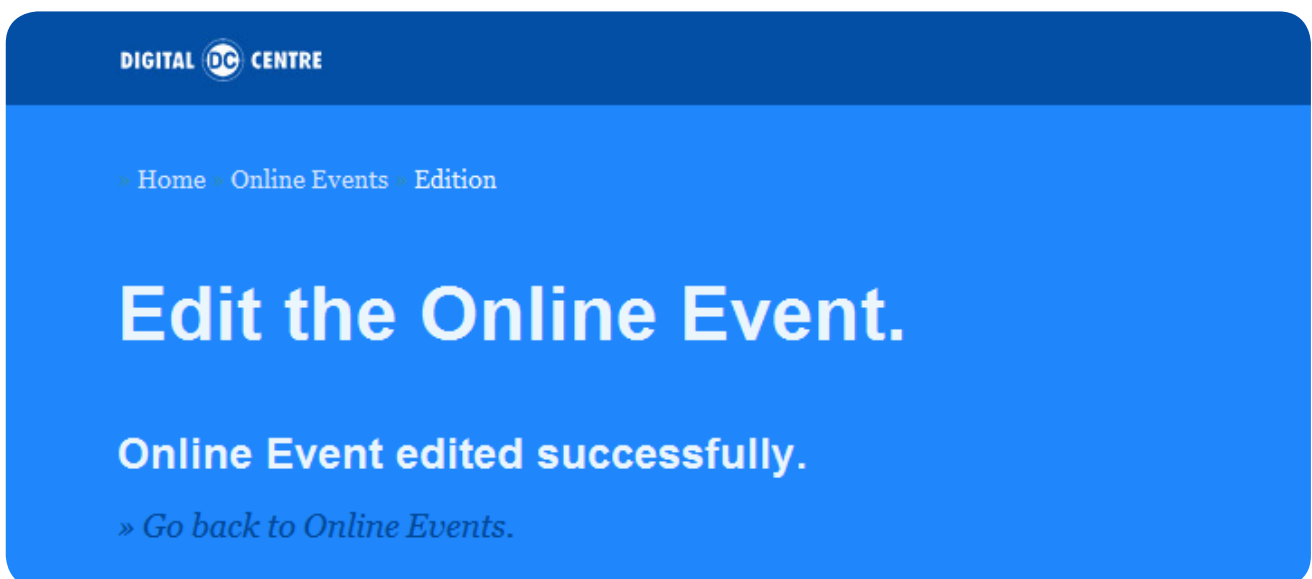 DIGITAL DC CENTRE
» Home » Online Events » Edition
Edit the Online Event.
Online Event edited successfully.
» Go back to Online Events.